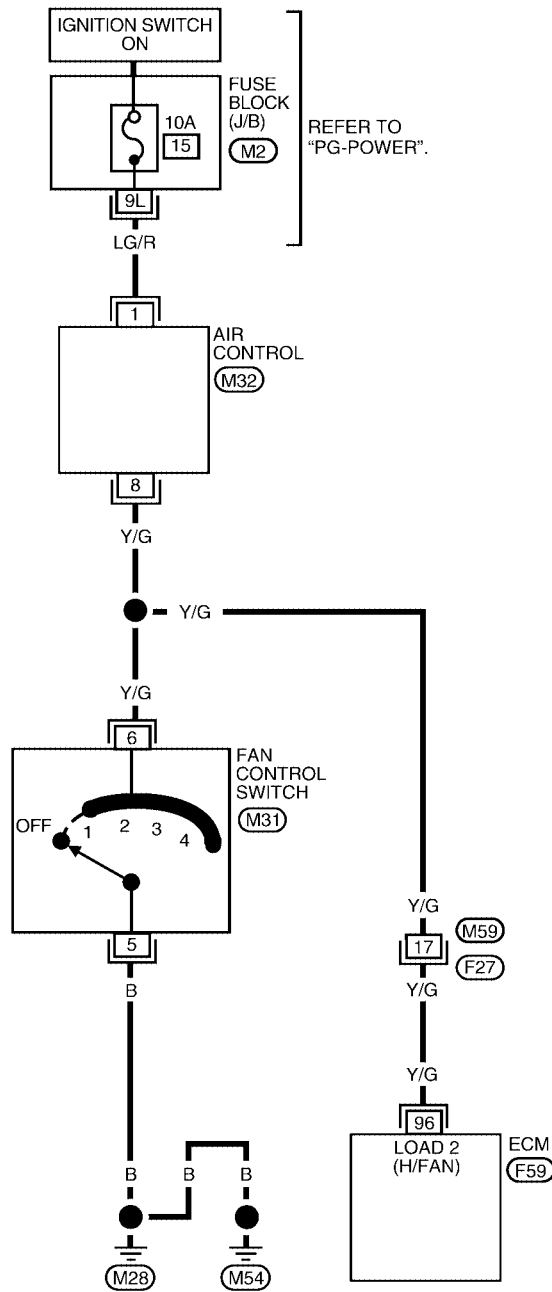 IGNITION SWITCH
ON
FUSE
BLOCK
(J/B)
M2
10A
15
REFER TO
“PG-POWER”.
9L
LG/R
1
AIR
CONTROL
M32
8
Y/G
Y/G
Y/G
6
FAN
CONTROL
SWITCH
M31
OFF
1
2
3
4
5
B
Y/G
M59
17
F27
Y/G
Y/G
96
LOAD 2
(H/FAN)
ECM
F59
B
B
B
M28
M54